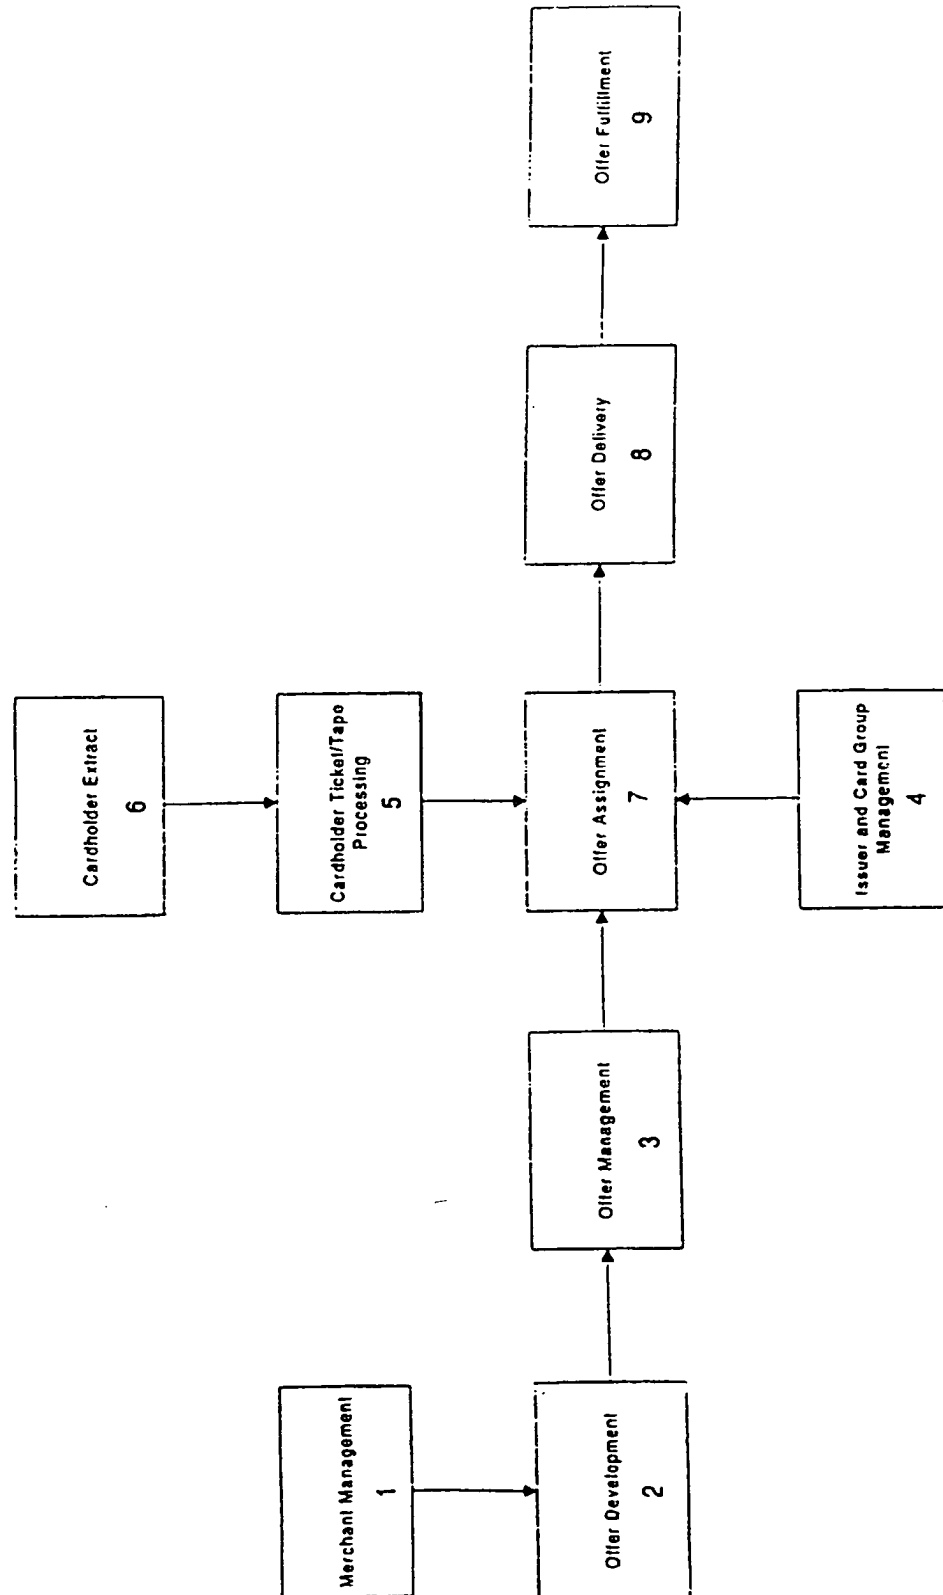 Merchant Management
1
Offer Development
2
Offer Management
3
Issuer and Card Group
Management
4
Cardholder Ticket/Tape
Processing
5
Cardholder Extract
6
Offer Assignment
7
Offer Delivery
8
Offer Fulfillment
9